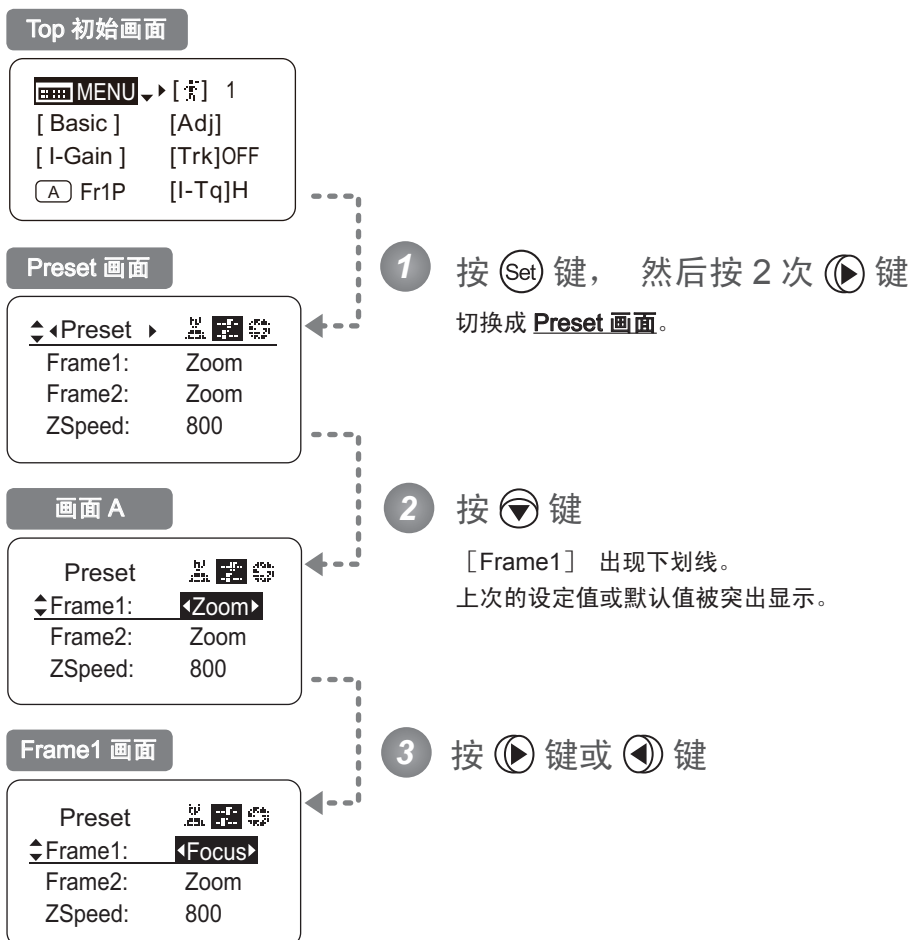 Top 初始画面
MENU [ ] 1
[ Basic ] [Adj]
[ I-Gain ] [Trk]OFF
A Fr1P [I-Tq]H
Preset 画面
Preset
Frame1: Zoom
Frame2: Zoom
ZSpeed: 800
1 按 Set 键， 然后按 2 次 键
切换成 Preset 画面。
画面 A
Preset
Frame1: Zoom
Frame2: Zoom
ZSpeed: 800
2 按 键
［Frame1］ 出现下划线。
上次的设定值或默认值被突出显示。
Frame1 画面
Preset
Frame1: Focus
Frame2: Zoom
ZSpeed: 800
3 按 键或 键